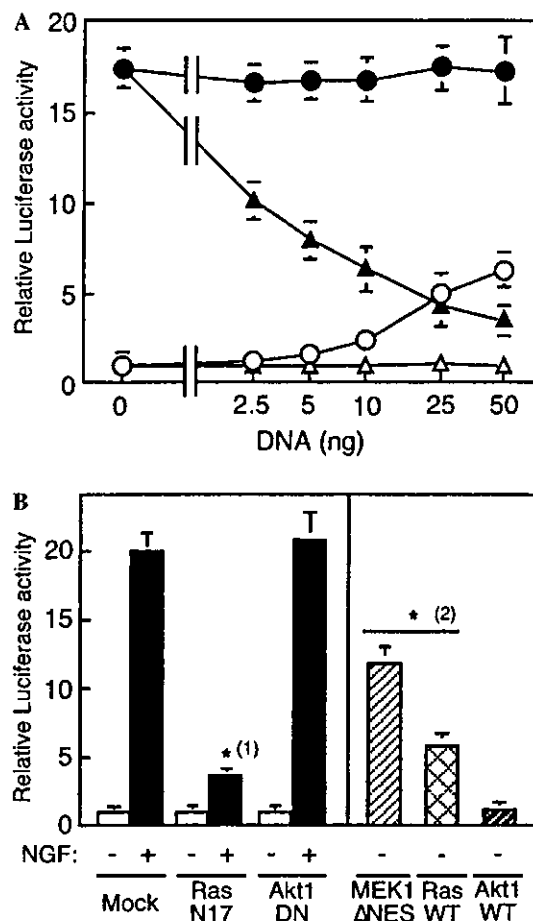 A
Relative Luciferase activity
20
15
10
5
0
0 2.5 5 10 25 50
DNA (ng)
B
Relative Luciferase activity
20
15
10
5
0
* (1)
* (2)
NGF: - + - + - + - - -
Mock Ras N17 Akt1 DN MEK1 ΔNES Ras WT Akt1 WT